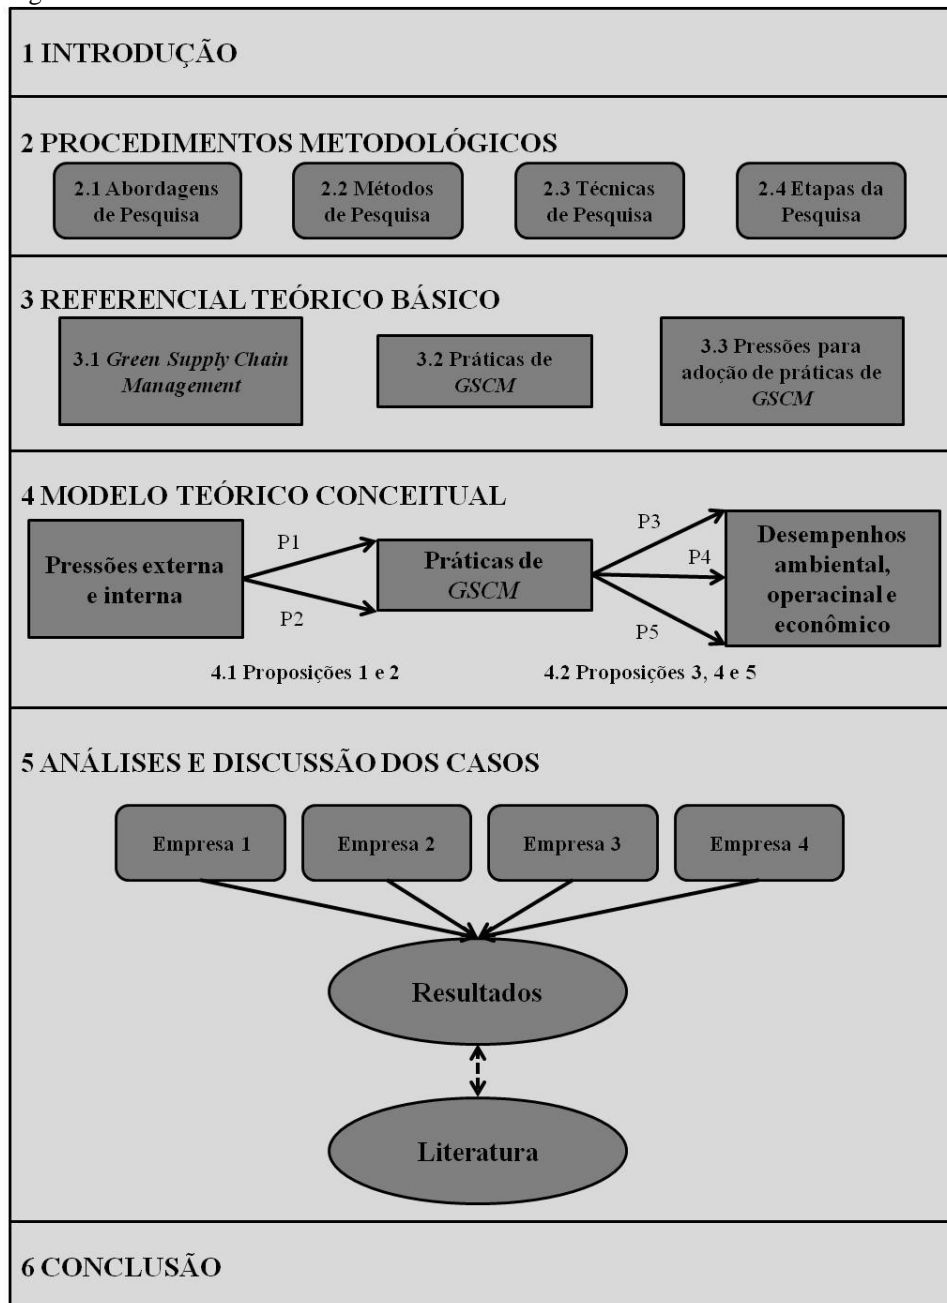 1 INTRODUÇÃO
2 PROCEDIMENTOS METODOLÓGICOS
2.1 Abordagens
de Pesquisa
2.2 Métodos
de Pesquisa
2.3 Técnicas
de Pesquisa
2.4 Etapas da
Pesquisa
3 REFERENCIAL TEÓRICO BÁSICO
3.1 Green Supply Chain
Management
3.2 Práticas de
GSCM
3.3 Pressões para
adoção de práticas de
GSCM
4 MODELO TEÓRICO CONCEITUAL
Pressões externa
e interna
P1
P2
Práticas de
GSCM
P3
P4
P5
Desempenhos
ambiental,
operacinal e
econômico
4.1 Proposições 1 e 2
4.2 Proposições 3, 4 e 5
5 ANÁLISES E DISCUSSÃO DOS CASOS
Empresa 1
Empresa 2
Empresa 3
Empresa 4
Resultados
Literatura
6 CONCLUSÃO